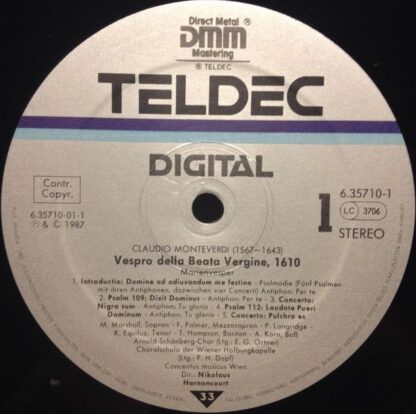 Direct Metal ®
DMM
Mastering
® TELDEC
TELDEC
DIGITAL
Contr.
Copyr.
6.35710-01-1
℗ & © 1987
1
6.35710-1
LC 3706
STEREO
CLAUDIO MONTEVERDI (1567–1643)
Vespro della Beata Vergine, 1610
Marienvesper
1. Introductio: Domine ad adiuvandum me festina - Psalmodie (Fünf Psalmen
mit ihren Antiphonen, dazwischen vier Concerti) Antiphon: Per te
2. Psalm 109: Dixit Dominus - Antiphon: Per te - 3. Concerto:
Nigra sum - Antiphon: Tu gloria - 4. Psalm 112: Laudate Pueri
Dominum - Antiphon: Tu gloria - 5. Concerto: Pulchra es
M. Marshall, Sopran - F. Palmer, Mezzosopran - P. Langridge
K. Equiluz, Tenor - T. Hampson, Bariton - A. Korn, Baß
Arnold-Schönberg-Chor (Ltg.: E. G. Ortner)
Choralschola der Wiener Hofburgkapelle
(Ltg.: P. H. Dopf)
Concentus musicus Wien
Dir.: Nikolaus
Harnoncourt
33